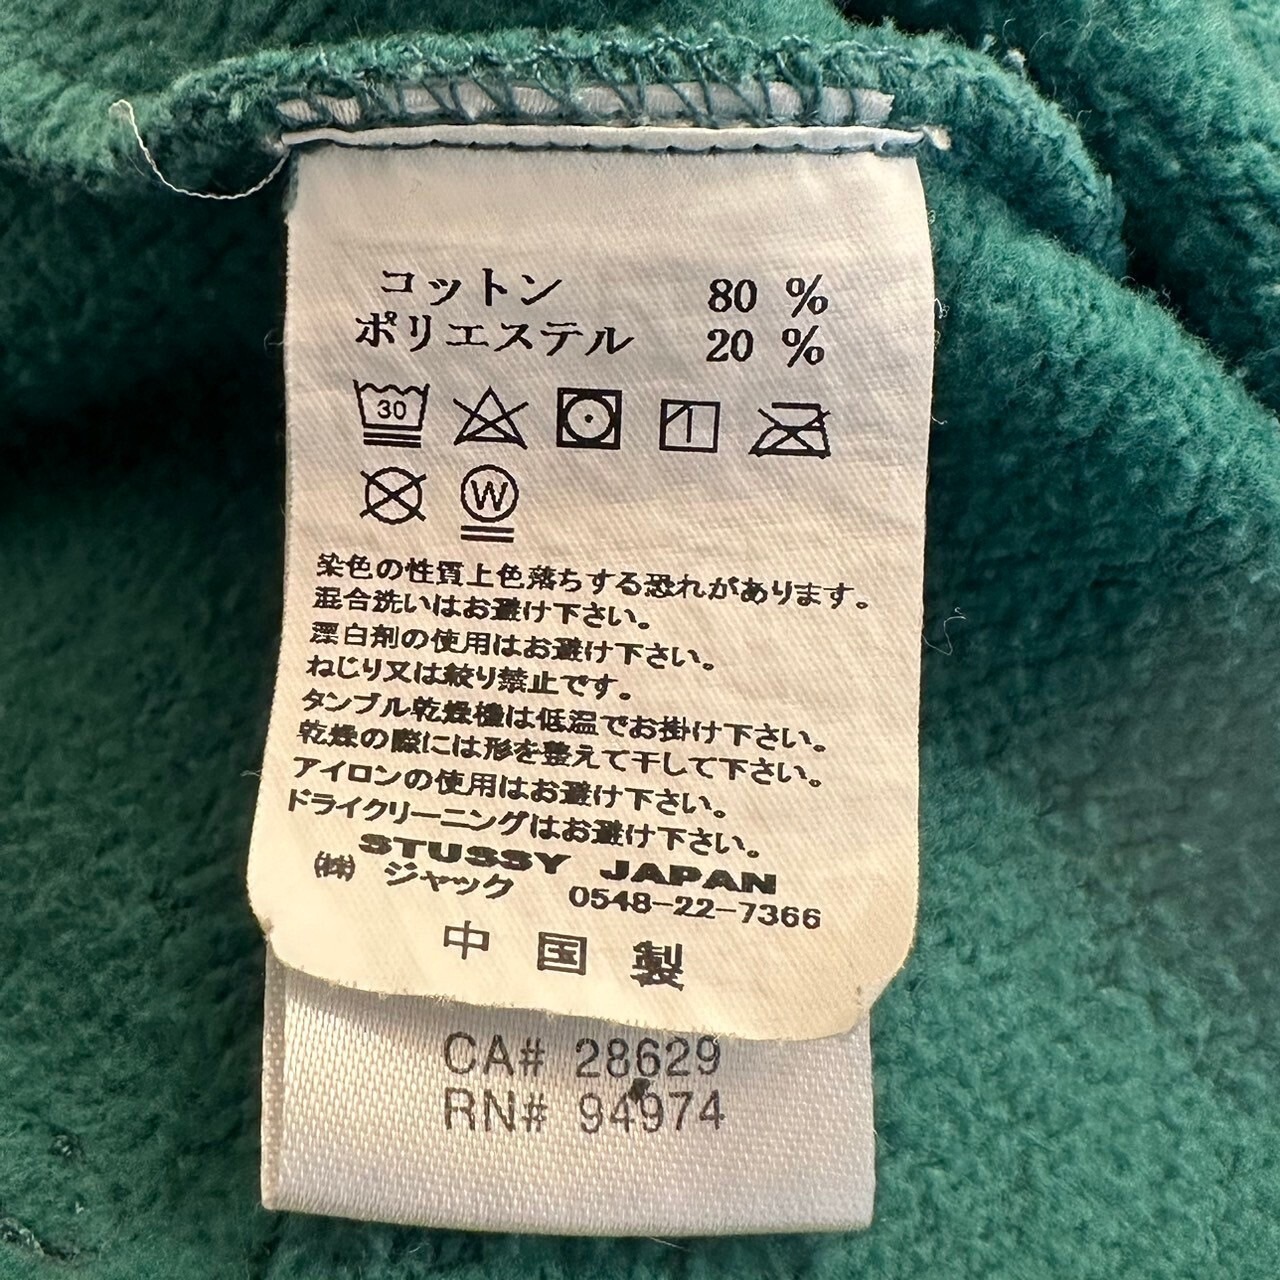 コットン 80 %
ポリエステル 20 %
30
W
染色の性質上色落ちする恐れがあります。
混合洗いはお避け下さい。
漂白剤の使用はお避け下さい。
ねじり又は絞り禁止です。
タンブル乾燥機は低温でお掛け下さい。
乾燥の際には形を整えて干して下さい。
アイロンの使用はお避け下さい。
ドライクリーニングはお避け下さい。
STUSSY JAPAN
㈱ ジャック 0548-22-7366
中国製
CA# 28629
RN# 94974